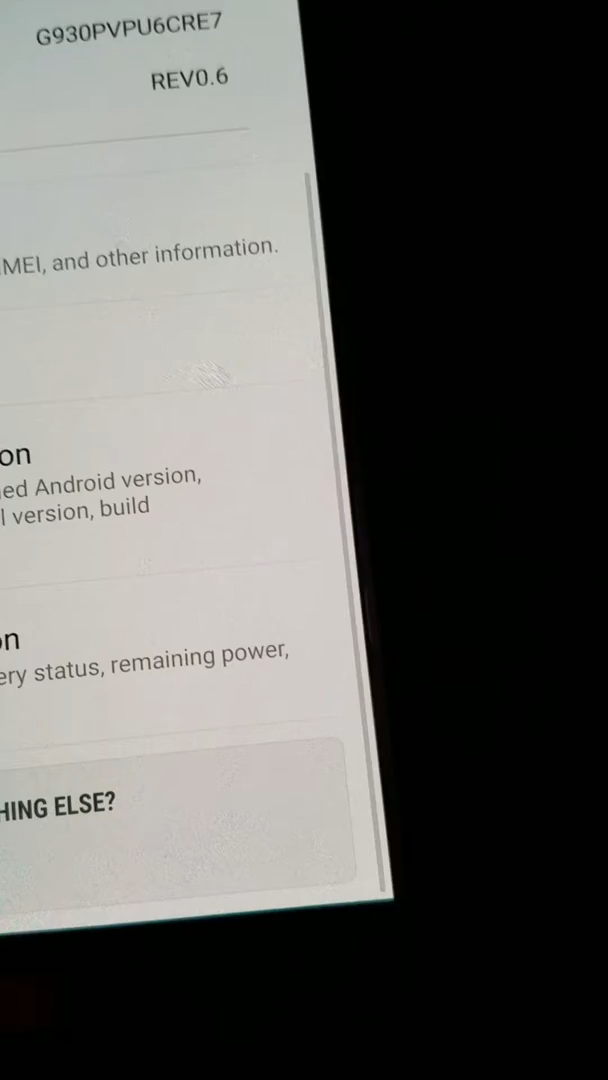 G930PVPU6CRE7
REV0.6
MEI, and other information.
on
ed Android version,
l version, build
on
ery status, remaining power,
HING ELSE?